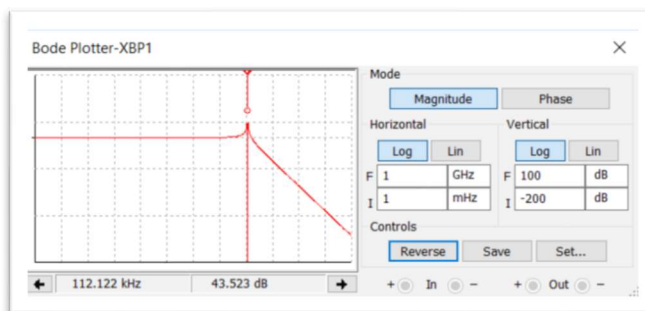 Bode Plotter-XBP1
Mode
Magnitude Phase
Horizontal Vertical
Log Lin Log Lin
F 1 GHz F 100 dB
I 1 mHz I -200 dB
Controls
Reverse Save Set...
112.122 kHz 43.523 dB + In - + Out -